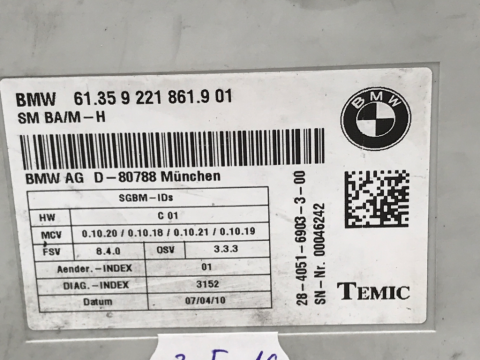 BMW 61.35 9 221 861.9 01
SM BA/M-H
BMW
BMW AG D-80788 München
SGBM-IDs
HW C 01
MCV 0.10.20 / 0.10.18 / 0.10.21 / 0.10.19
FSV 8.4.0 OSV 3.3.3
Aender.-INDEX 01
DIAG.-INDEX 3152
Datum 07/04/10
28-4051-6903-3-00
SN-Nr. 00046242
TEMIC